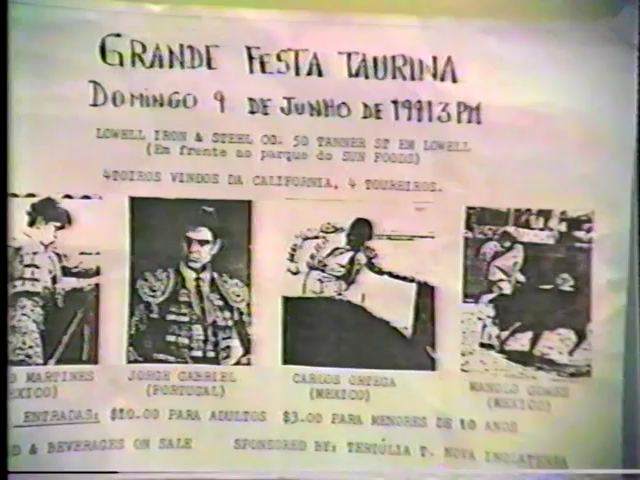 GRANDE FESTA TAURINA
DOMINGO 9 DE JUNHO DE 1991 3 PM
LOWELL IRON & STEEL CO. 50 TANNER ST EM LOWELL
(Em frente ao parque do SUN FOODS)
4 TOIROS VINDOS DA CALIFORNIA, 4 TOUREIROS.
MARTINES JORGE GABRIEL CARLOS ORTEGA MANOLO
(PORTUGAL) (MEXICO) (MEXICO)
ENTRADAS: $10.00 PARA ADULTOS $3.00 PARA MENORES DE 10 ANOS
& BEVERAGES ON SALE SPONSORED BY: TERTÚLIA T. NOVA INGLATERRA